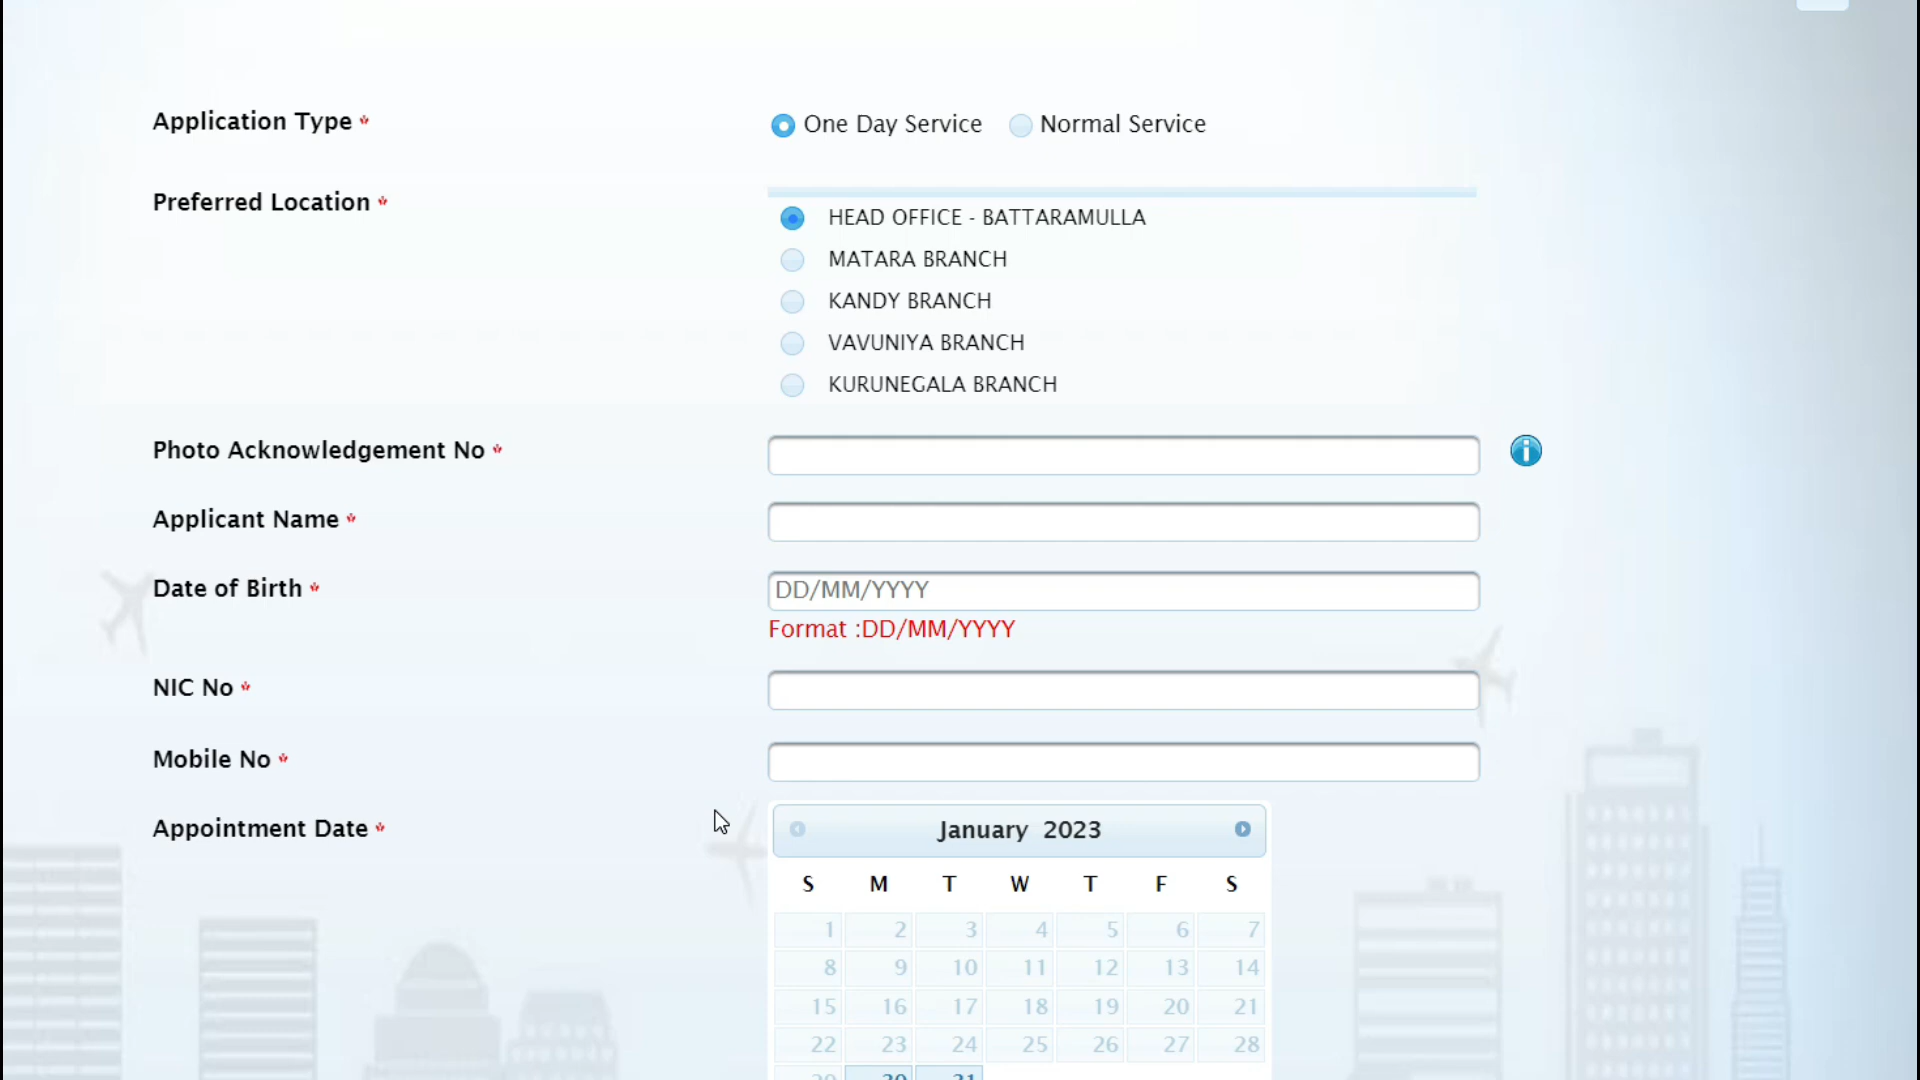 Application Type *
One Day Service Normal Service
Preferred Location *
HEAD OFFICE - BATTARAMULLA
MATARA BRANCH
KANDY BRANCH
VAVUNIYA BRANCH
KURUNEGALA BRANCH
Photo Acknowledgement No *
Applicant Name *
Date of Birth *
DD/MM/YYYY
Format :DD/MM/YYYY
NIC No *
Mobile No *
Appointment Date *
January 2023
S M T W T F S
1 2 3 4 5 6 7
8 9 10 11 12 13 14
15 16 17 18 19 20 21
22 23 24 25 26 27 28
29 30 31